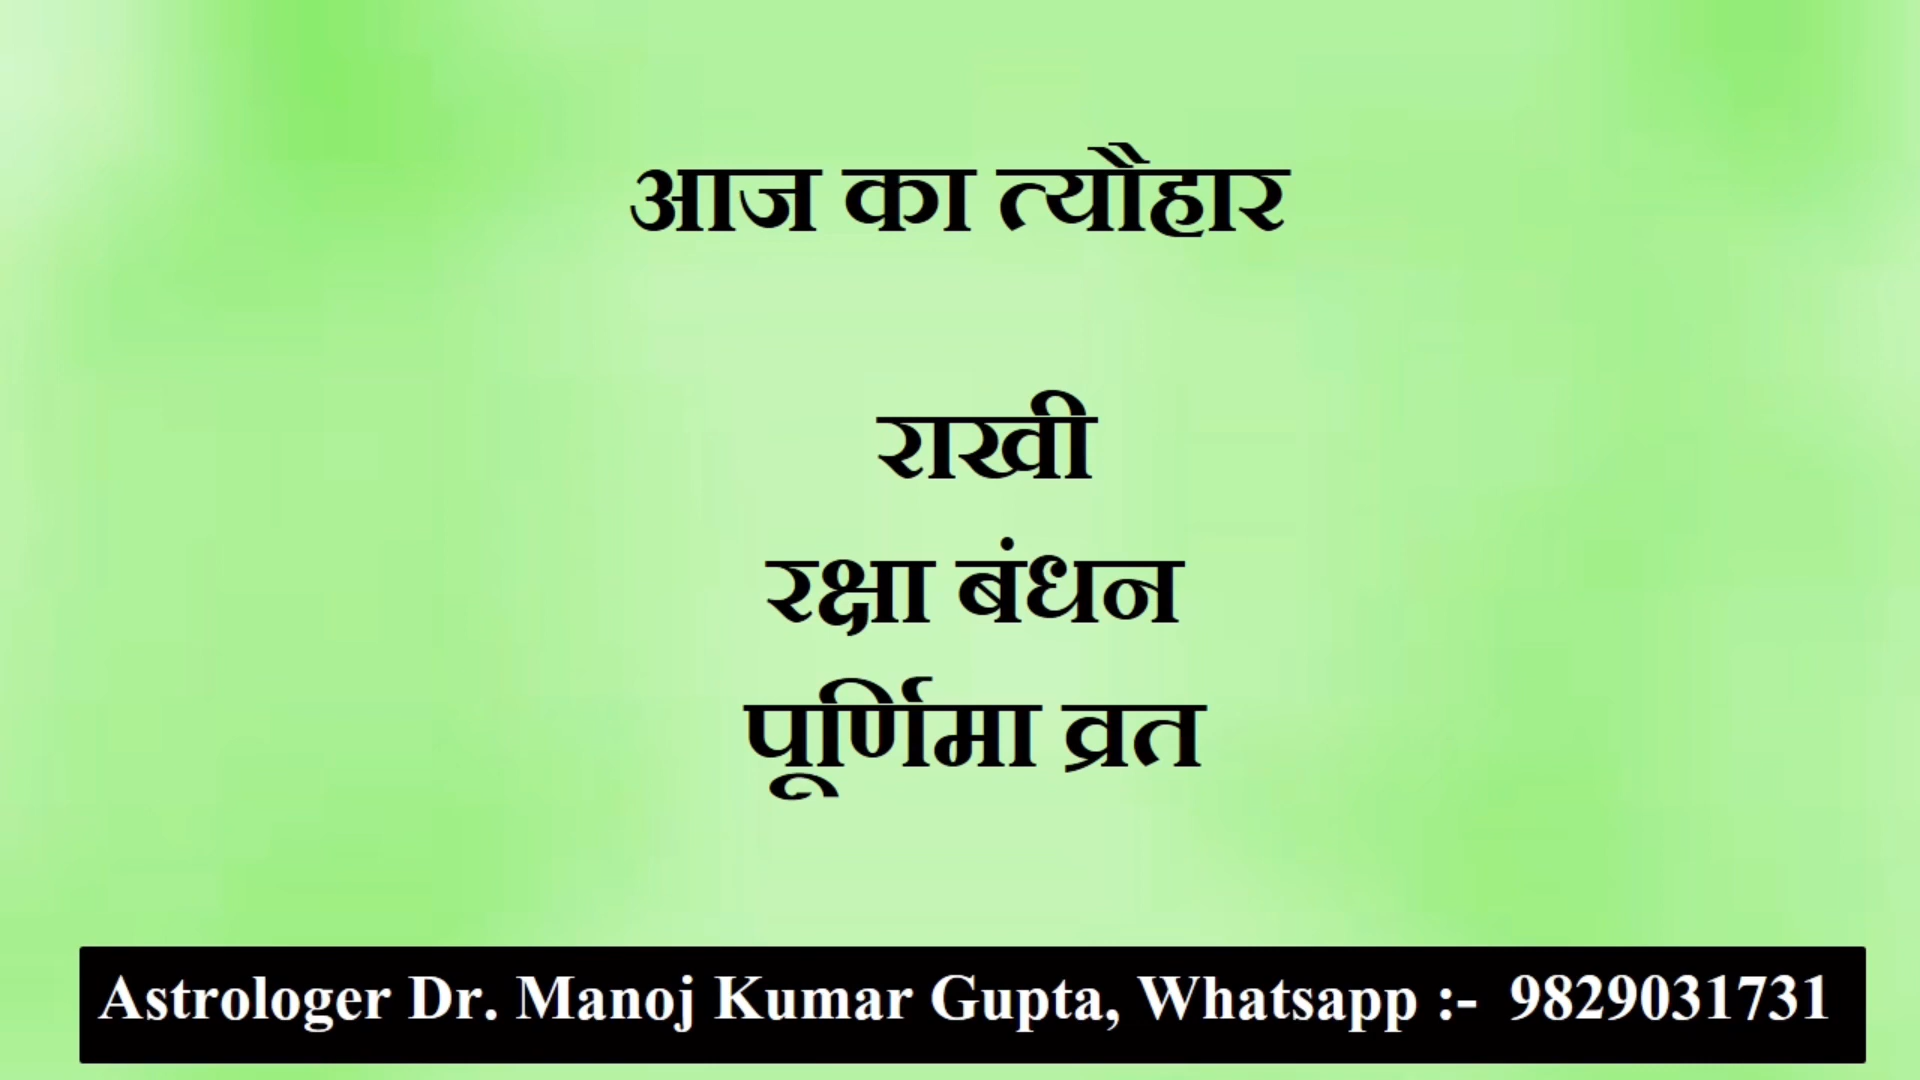 आज का त्यौहार
राखी
रक्षा बंधन
पूर्णिमा व्रत
Astrologer Dr. Manoj Kumar Gupta, Whatsapp :- 9829031731